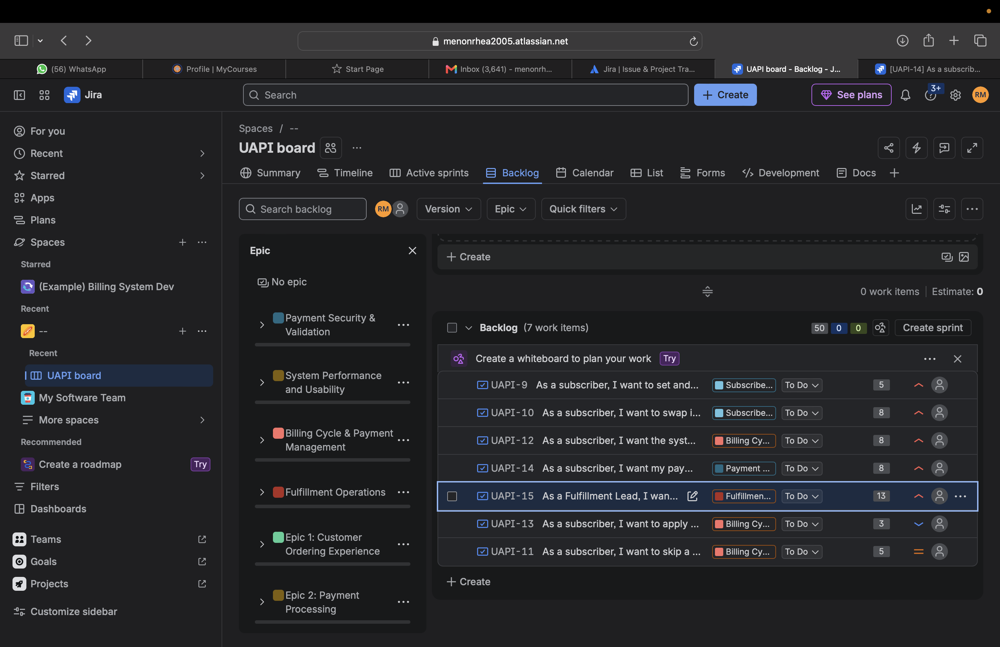 menonrhea2005.atlassian.net
(56) WhatsApp
Profile | MyCourses
Start Page
Inbox (3,641) - menonrh...
Jira | Issue & Project Tra...
UAPI board - Backlog - J...
[UAPI-14] As a subscrib...
Jira
Search
Create
See plans
3+
RM
For you
Recent
Starred
Apps
Plans
Spaces
Starred
(Example) Billing System Dev
Recent
--
Recent
UAPI board
My Software Team
More spaces
Recommended
Create a roadmap Try
Filters
Dashboards
Teams
Goals
Projects
Customize sidebar
Spaces / --
UAPI board
Summary Timeline Active sprints Backlog Calendar List Forms Development Docs
Search backlog RM Version Epic Quick filters
Epic
No epic
Payment Security &
Validation
System Performance
and Usability
Billing Cycle & Payment
Management
Fulfillment Operations
Epic 1: Customer
Ordering Experience
Epic 2: Payment
Processing
Create
0 work items Estimate: 0
Backlog (7 work items) 50 0 0 Create sprint
Create a whiteboard to plan your work Try
UAPI-9 As a subscriber, I want to set and... Subscribe... To Do 5
UAPI-10 As a subscriber, I want to swap i... Subscribe... To Do 8
UAPI-12 As a subscriber, I want the syst... Billing Cy... To Do 8
UAPI-14 As a subscriber, I want my pay... Payment ... To Do 8
UAPI-15 As a Fulfillment Lead, I wan... Fulfillmen... To Do 13
UAPI-13 As a subscriber, I want to apply ... Billing Cy... To Do 3
UAPI-11 As a subscriber, I want to skip a ... Billing Cy... To Do 5
Create